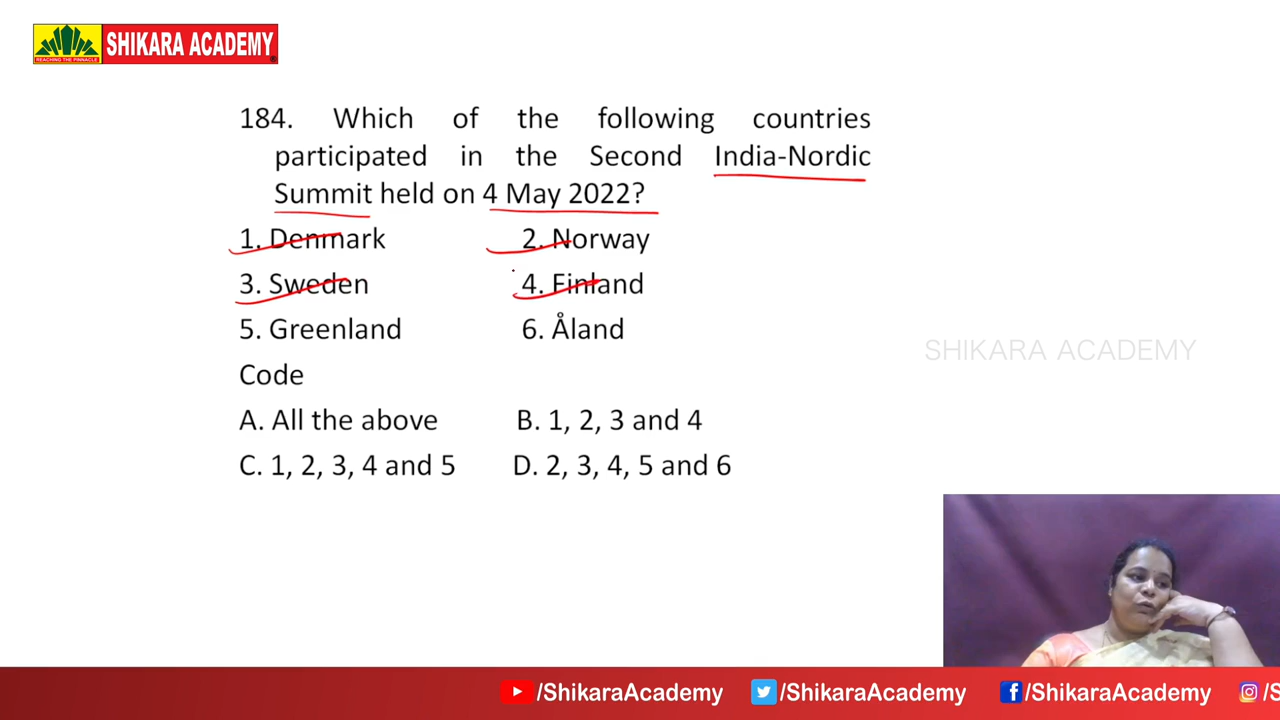 REACHING THE PINNACLE
SHIKARA ACADEMY
184. Which of the following countries
participated in the Second India-Nordic
Summit held on 4 May 2022?
1. Denmark 2. Norway
3. Sweden 4. Finland
5. Greenland 6. Åland
SHIKARA ACADEMY
Code
A. All the above B. 1, 2, 3 and 4
C. 1, 2, 3, 4 and 5 D. 2, 3, 4, 5 and 6
/ShikaraAcademy /ShikaraAcademy /ShikaraAcademy /S